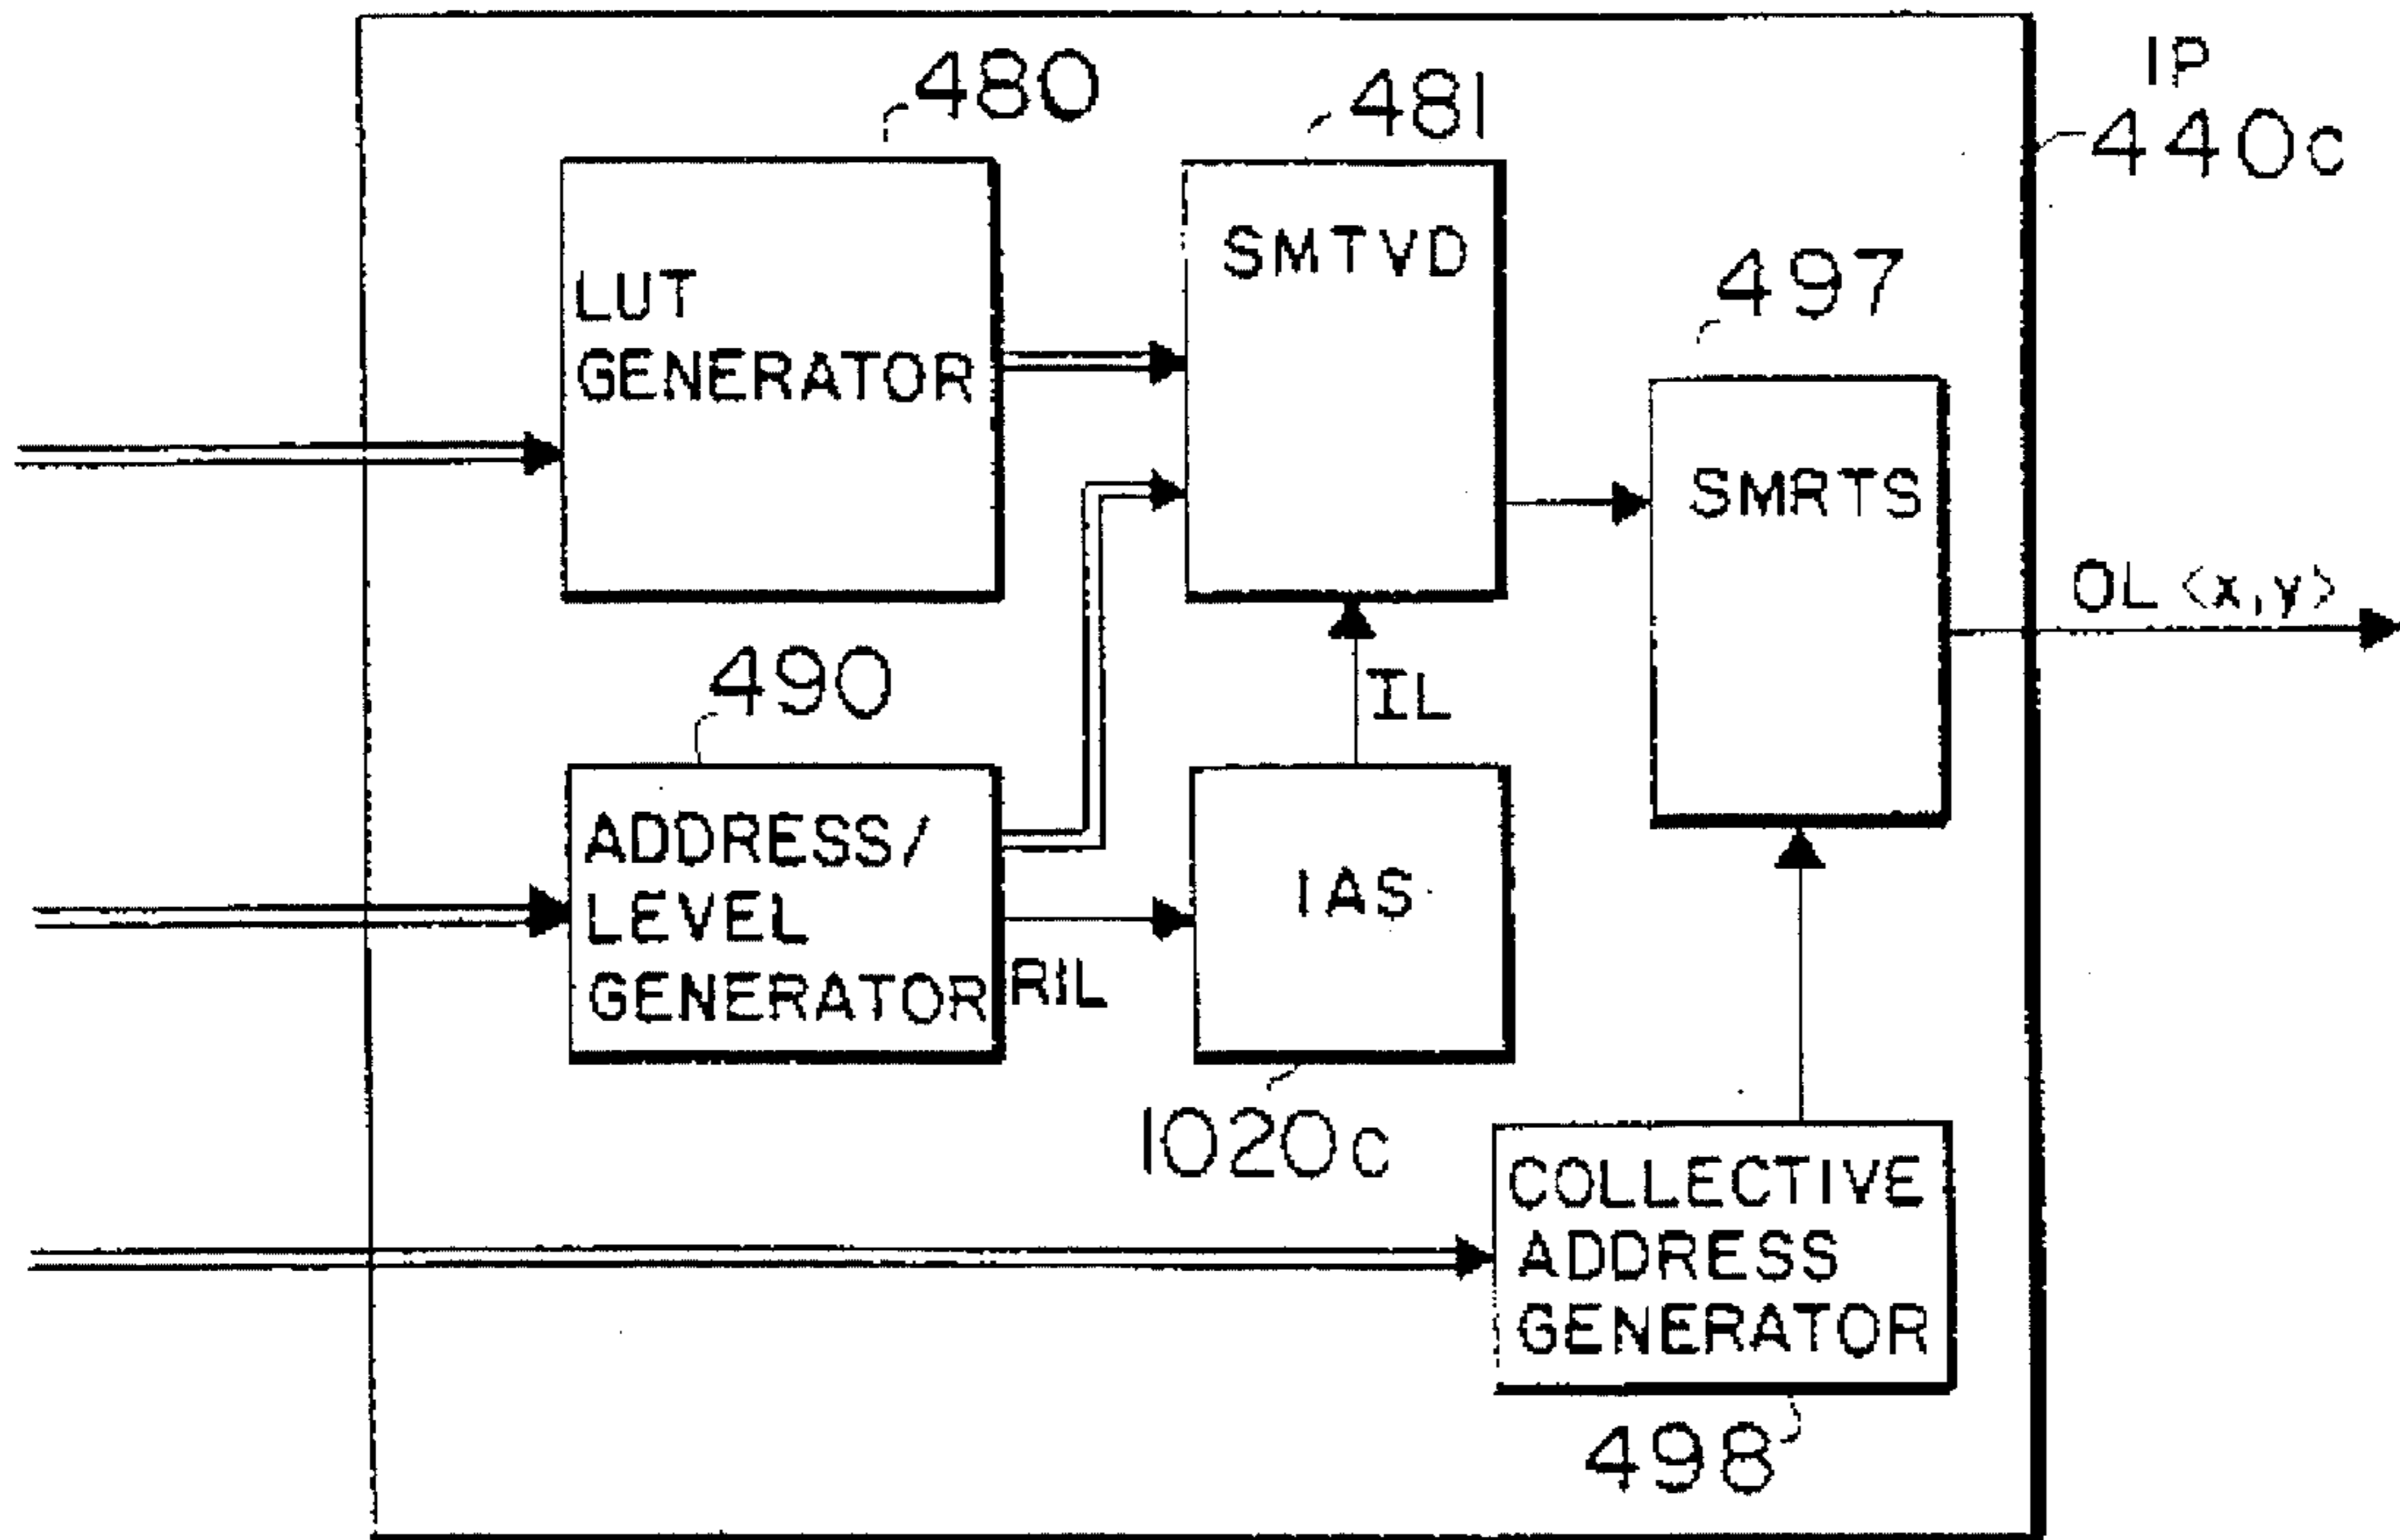 IP
440c
480
481
LUT
GENERATOR
SMTVD
497
SMRTS
OL <x,y>
490
IL
ADDRESS/
LEVEL
GENERATOR
RIL
IAS
1020c
COLLECTIVE
ADDRESS
GENERATOR
498